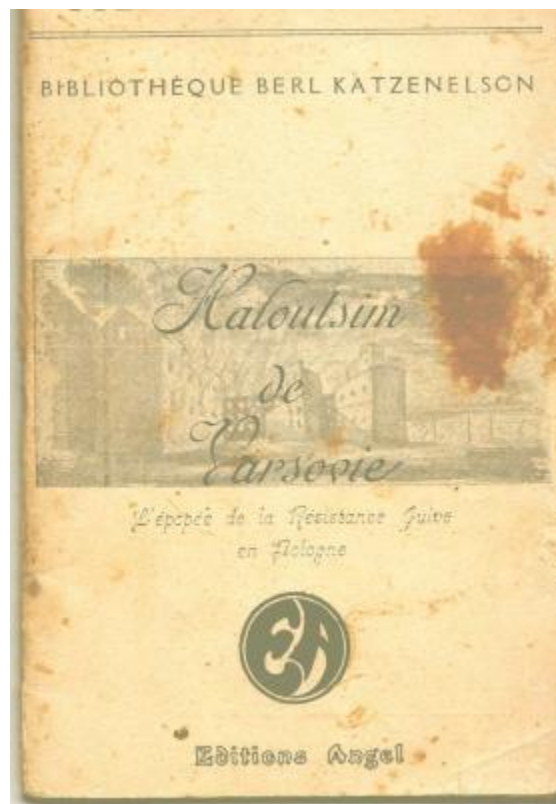 BIBLIOTHÈQUE BERL KATZENELSON
Haloutsim
de
Varsovie
L'épopée de la Résistance Juive
en Pologne
Editions Angel